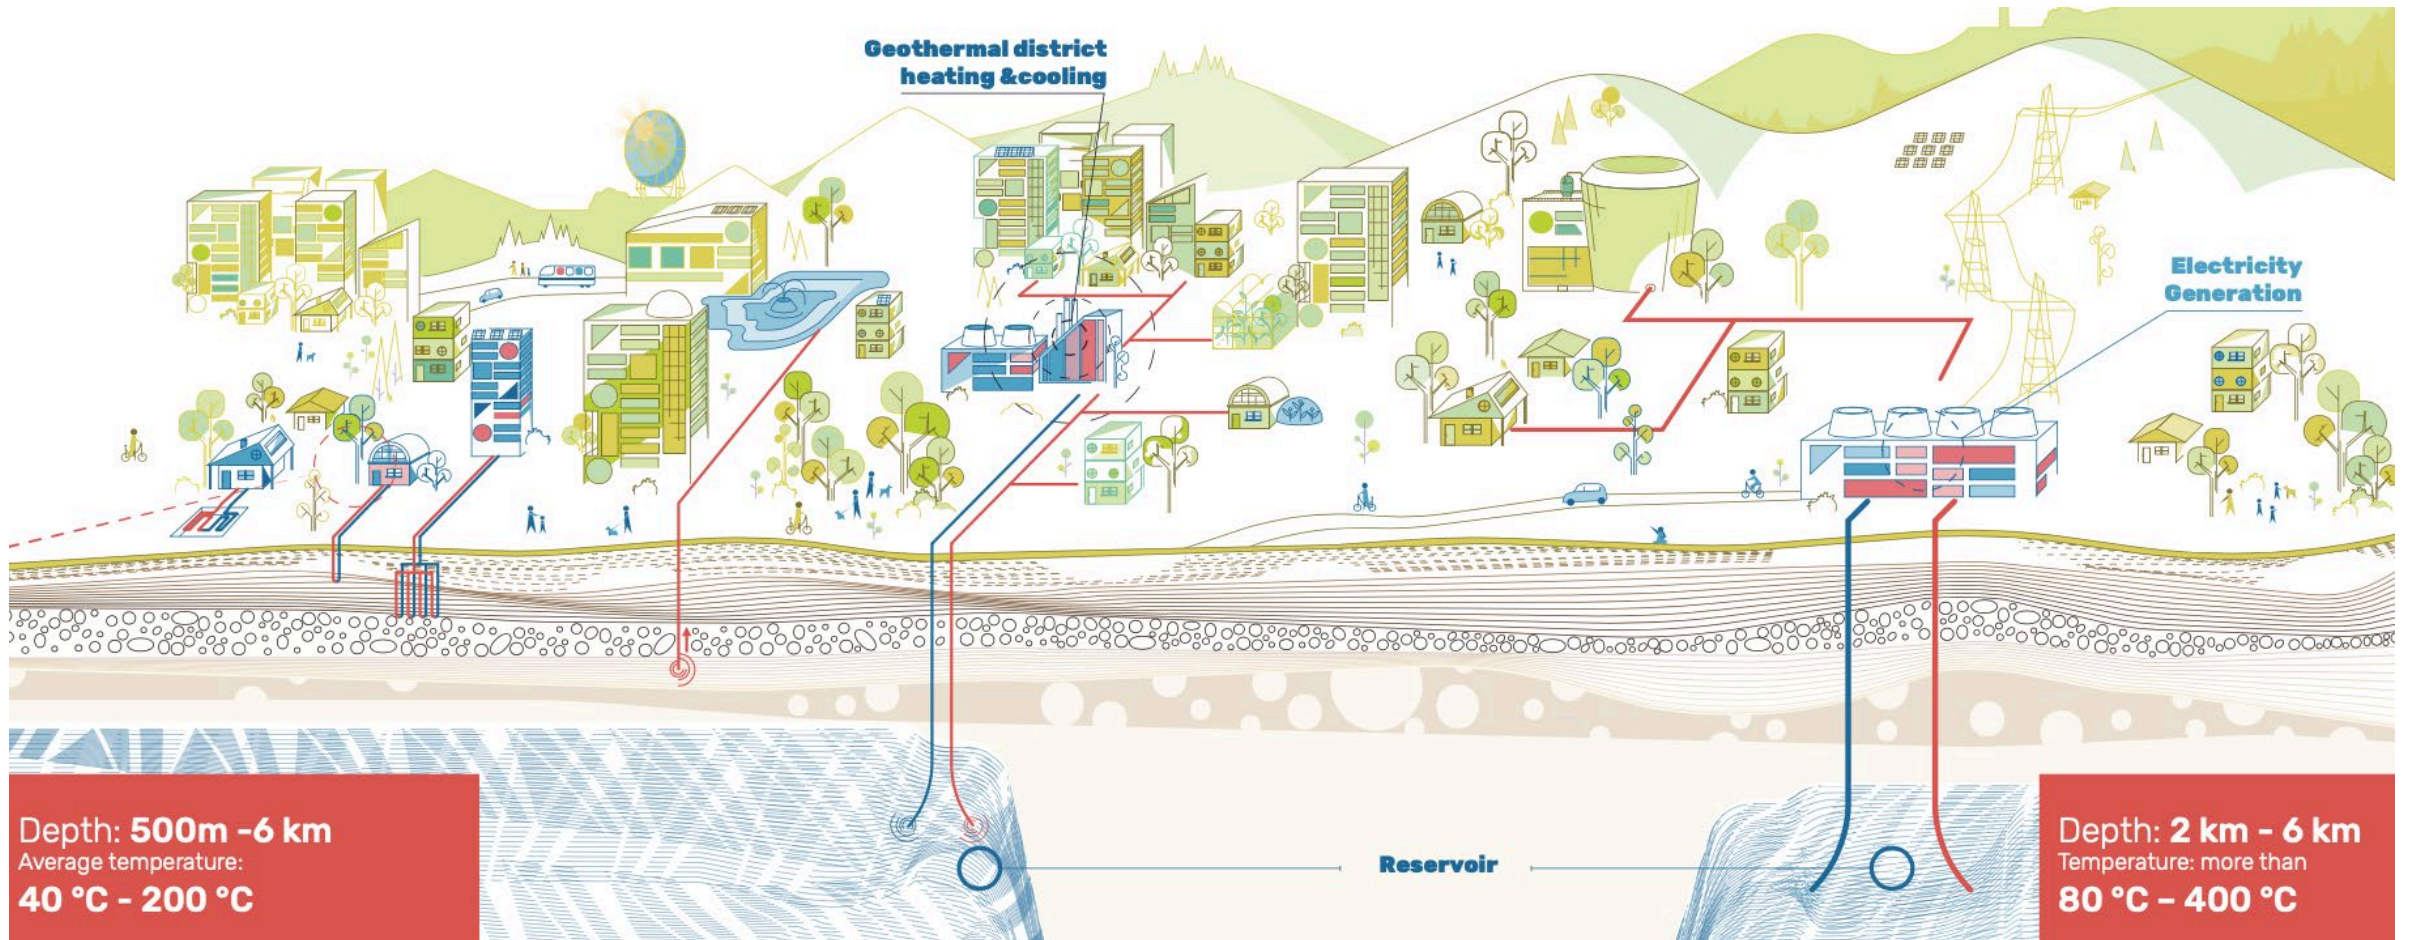 Geothermal district
heating &cooling
Electricity
Generation
Depth: 500m -6 km
Average temperature:
40 °C - 200 °C
Reservoir
Depth: 2 km - 6 km
Temperature: more than
80 °C – 400 °C